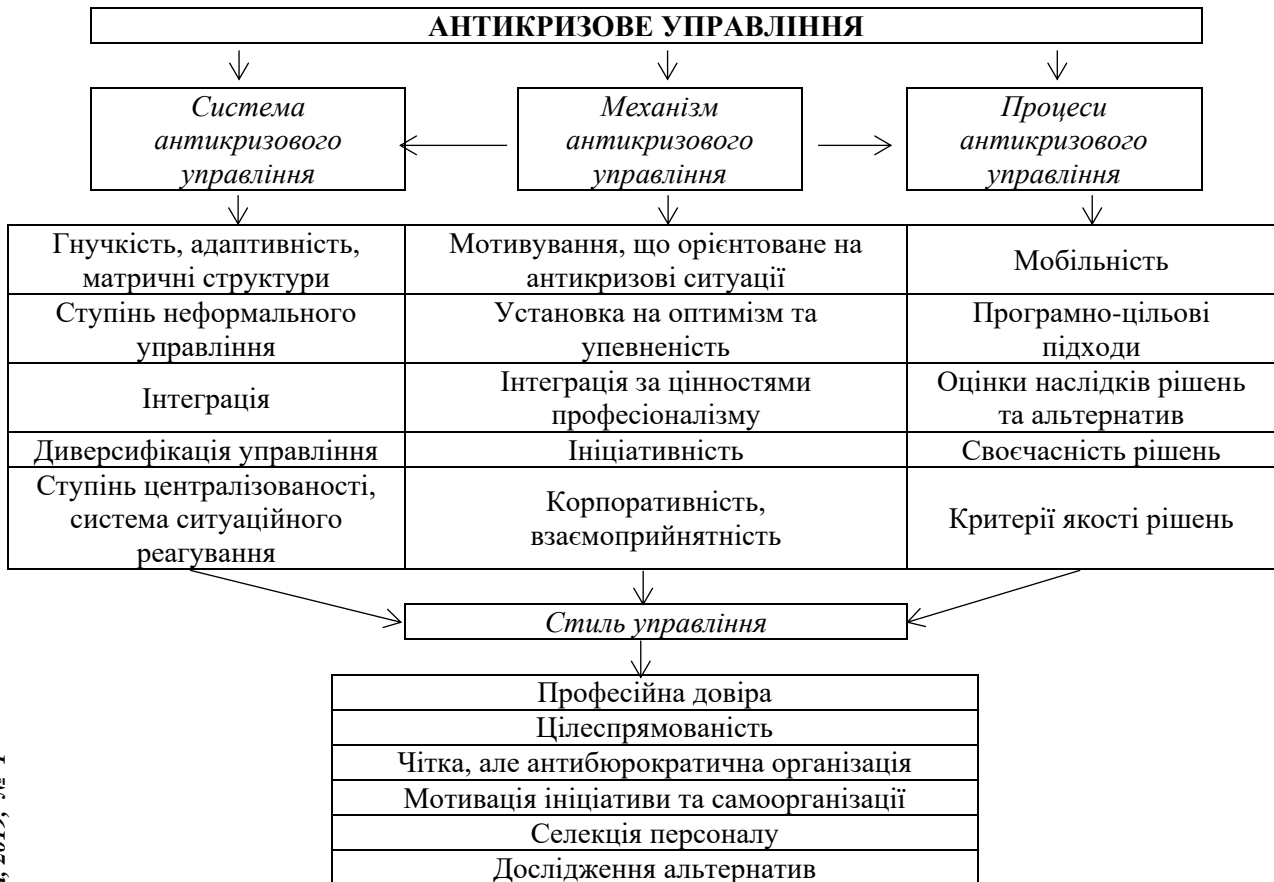 АНТИКРИЗОВЕ УПРАВЛІННЯ
Система
антикризового
управління
Механізм
антикризового
управління
Процеси
антикризового
управління
Гнучкість, адаптивність,
матричні структури
Мотивування, що орієнтоване на
антикризові ситуації
Мобільність
Ступінь неформального
управління
Установка на оптимізм та
упевненість
Програмно-цільові
підходи
Інтеграція
Інтеграція за цінностями
професіоналізму
Оцінки наслідків рішень
та альтернатив
Диверсифікація управління
Ініціативність
Своєчасність рішень
Ступінь централізованості,
система ситуаційного
реагування
Корпоративність,
взаємоприйнятність
Критерії якості рішень
Стиль управління
Професійна довіра
Цілеспрямованість
Чітка, але антибюрократична організація
Мотивація ініціативи та самоорганізації
Селекція персоналу
Дослідження альтернатив
2019, №